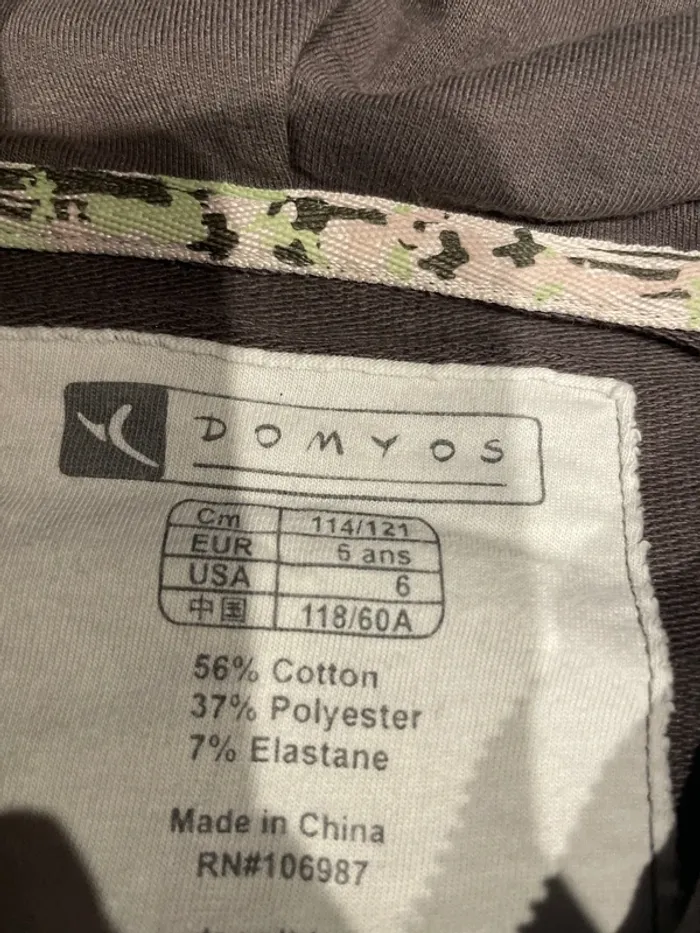 DOMYOS
Cm 114/121
EUR 6 ans
USA 6
中国 118/60A
56% Cotton
37% Polyester
7% Elastane
Made in China
RN#106987